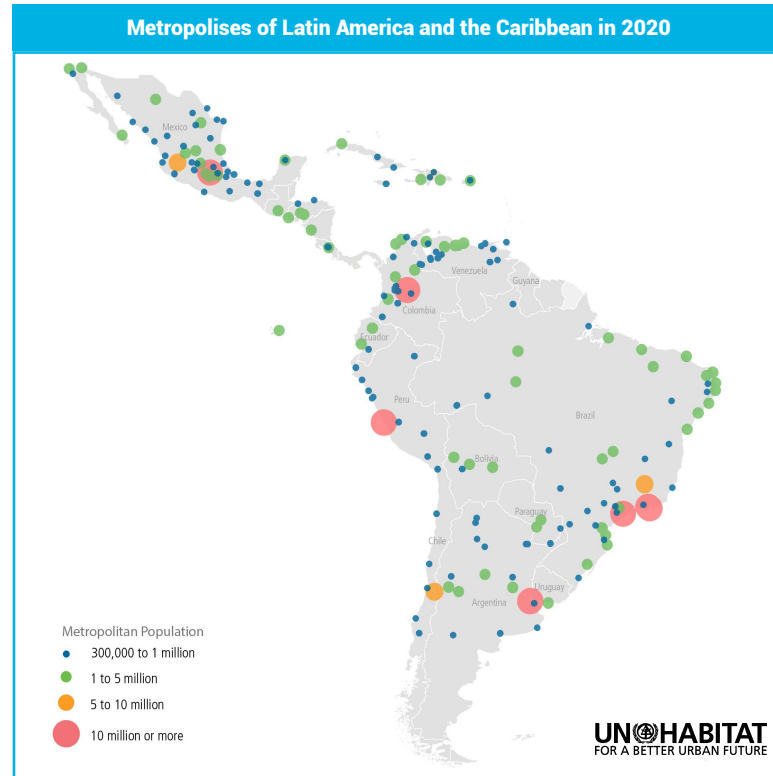 Metropolises of Latin America and the Caribbean in 2020
Mexico
Venezuela
Guyana
Colombia
Ecuador
Peru
Brazil
Bolivia
Paraguay
Chile
Uruguay
Argentina
Metropolitan Population
300,000 to 1 million
1 to 5 million
5 to 10 million
10 million or more
UN HABITAT
FOR A BETTER URBAN FUTURE